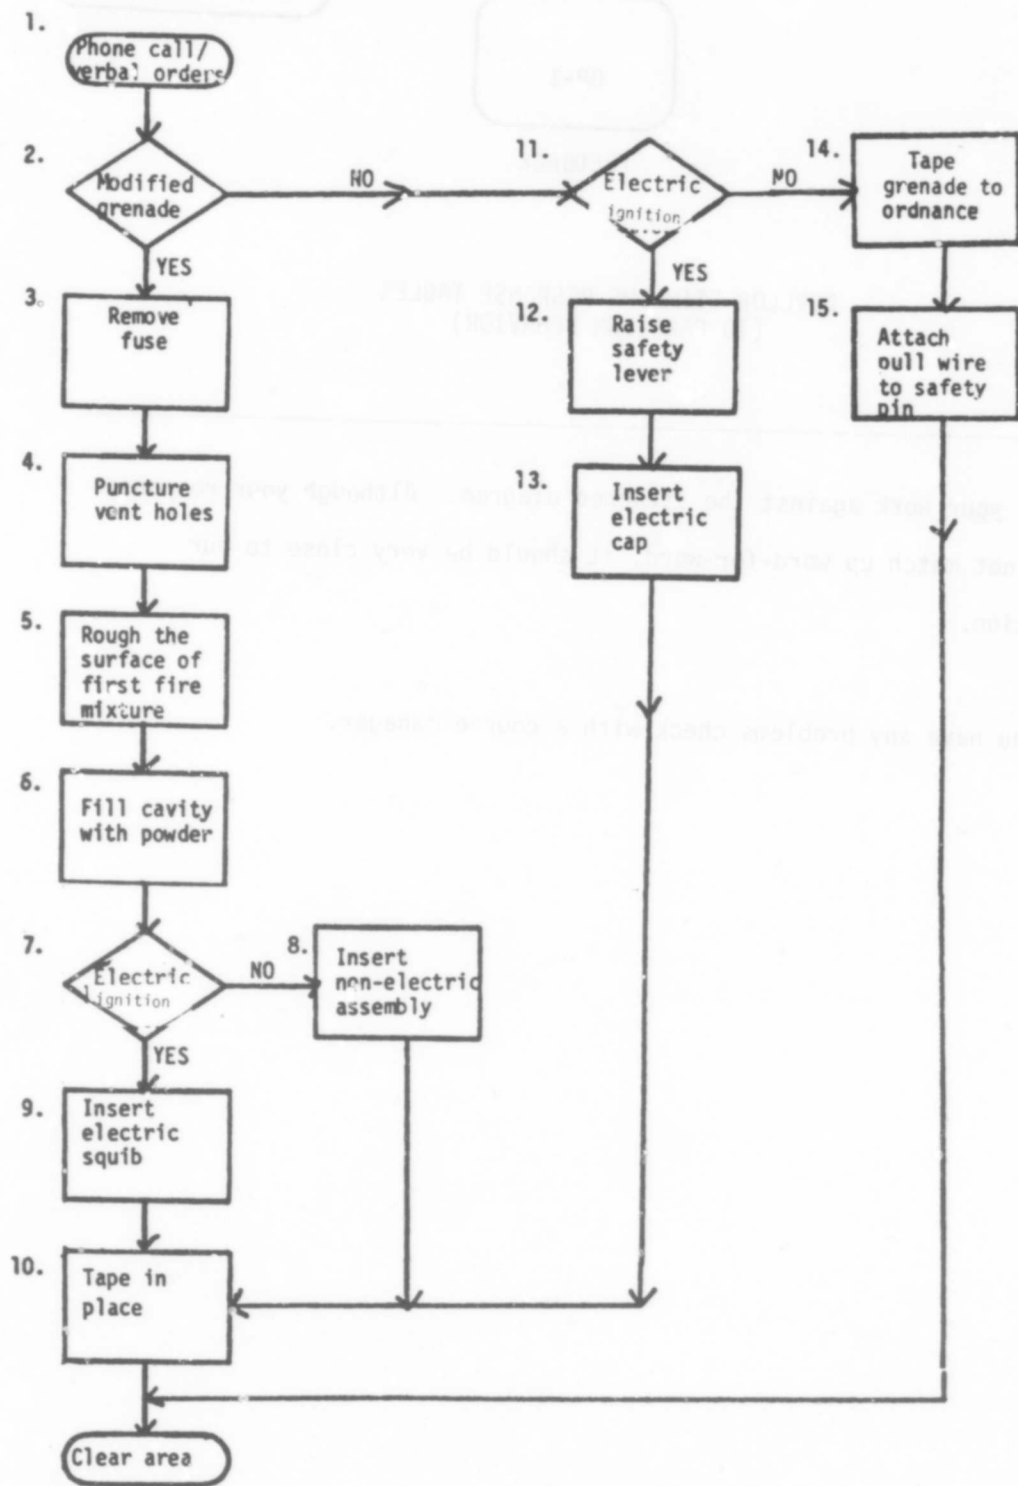 1.
Phone call/
verbal orders
2.
Modified
grenade
NO
YES
3.
Remove
fuse
4.
Puncture
vent holes
5.
Rough the
surface of
first fire
mixture
6.
Fill cavity
with powder
7.
Electric
ignition
NO
YES
8.
Insert
non-electric
assembly
9.
Insert
electric
squib
10.
Tape in
place
Clear area
11.
Electric
ignition
NO
YES
12.
Raise
safety
lever
13.
Insert
electric
cap
14.
Tape
grenade to
ordnance
15.
Attach
pull wire
to safety
pin